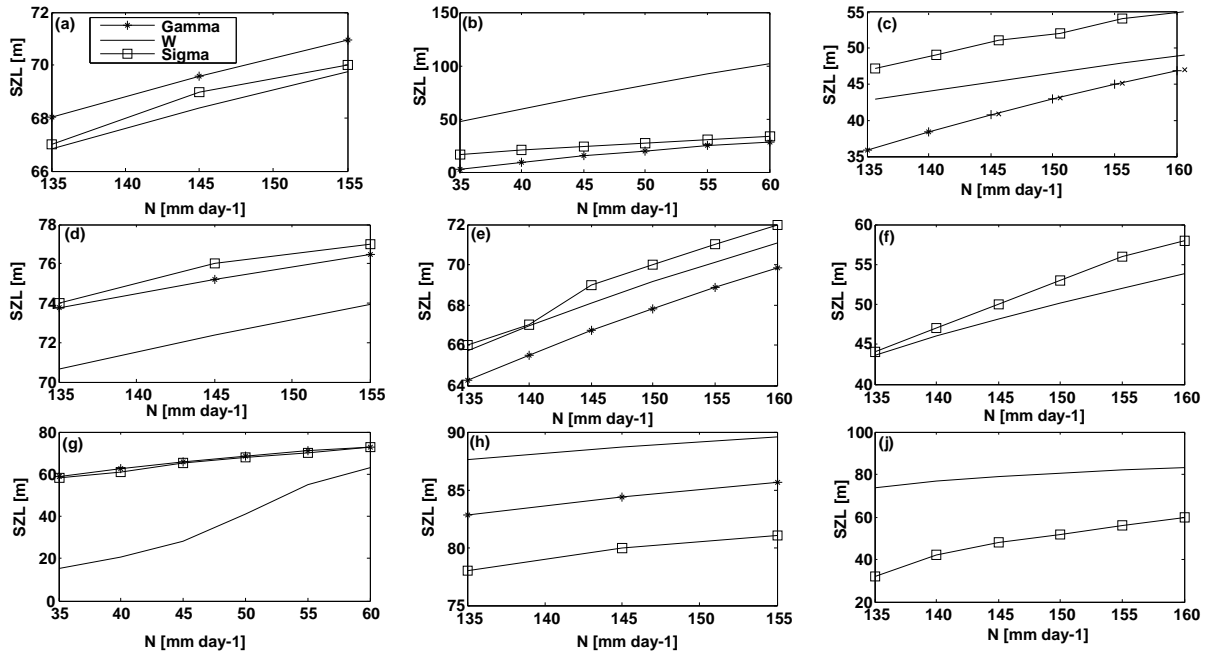 (a)
Gamma
W
Sigma
SZL [m]
72
70
68
66
135 140 145 150 155
N [mm day-1]
(b)
SZL [m]
150
100
50
0
35 40 45 50 55 60
N [mm day-1]
(c)
SZL [m]
55
50
45
40
35
135 140 145 150 155 160
N [mm day-1]
(d)
SZL [m]
78
76
74
72
70
135 140 145 150 155
N [mm day-1]
(e)
SZL [m]
72
70
68
66
64
135 140 145 150 155 160
N [mm day-1]
(f)
SZL [m]
60
55
50
45
40
135 140 145 150 155 160
N [mm day-1]
(g)
SZL [m]
80
60
40
20
0
35 40 45 50 55 60
N [mm day-1]
(h)
SZL [m]
90
85
80
75
135 140 145 150 155
N [mm day-1]
(j)
SZL [m]
100
80
60
40
20
135 140 145 150 155 160
N [mm day-1]